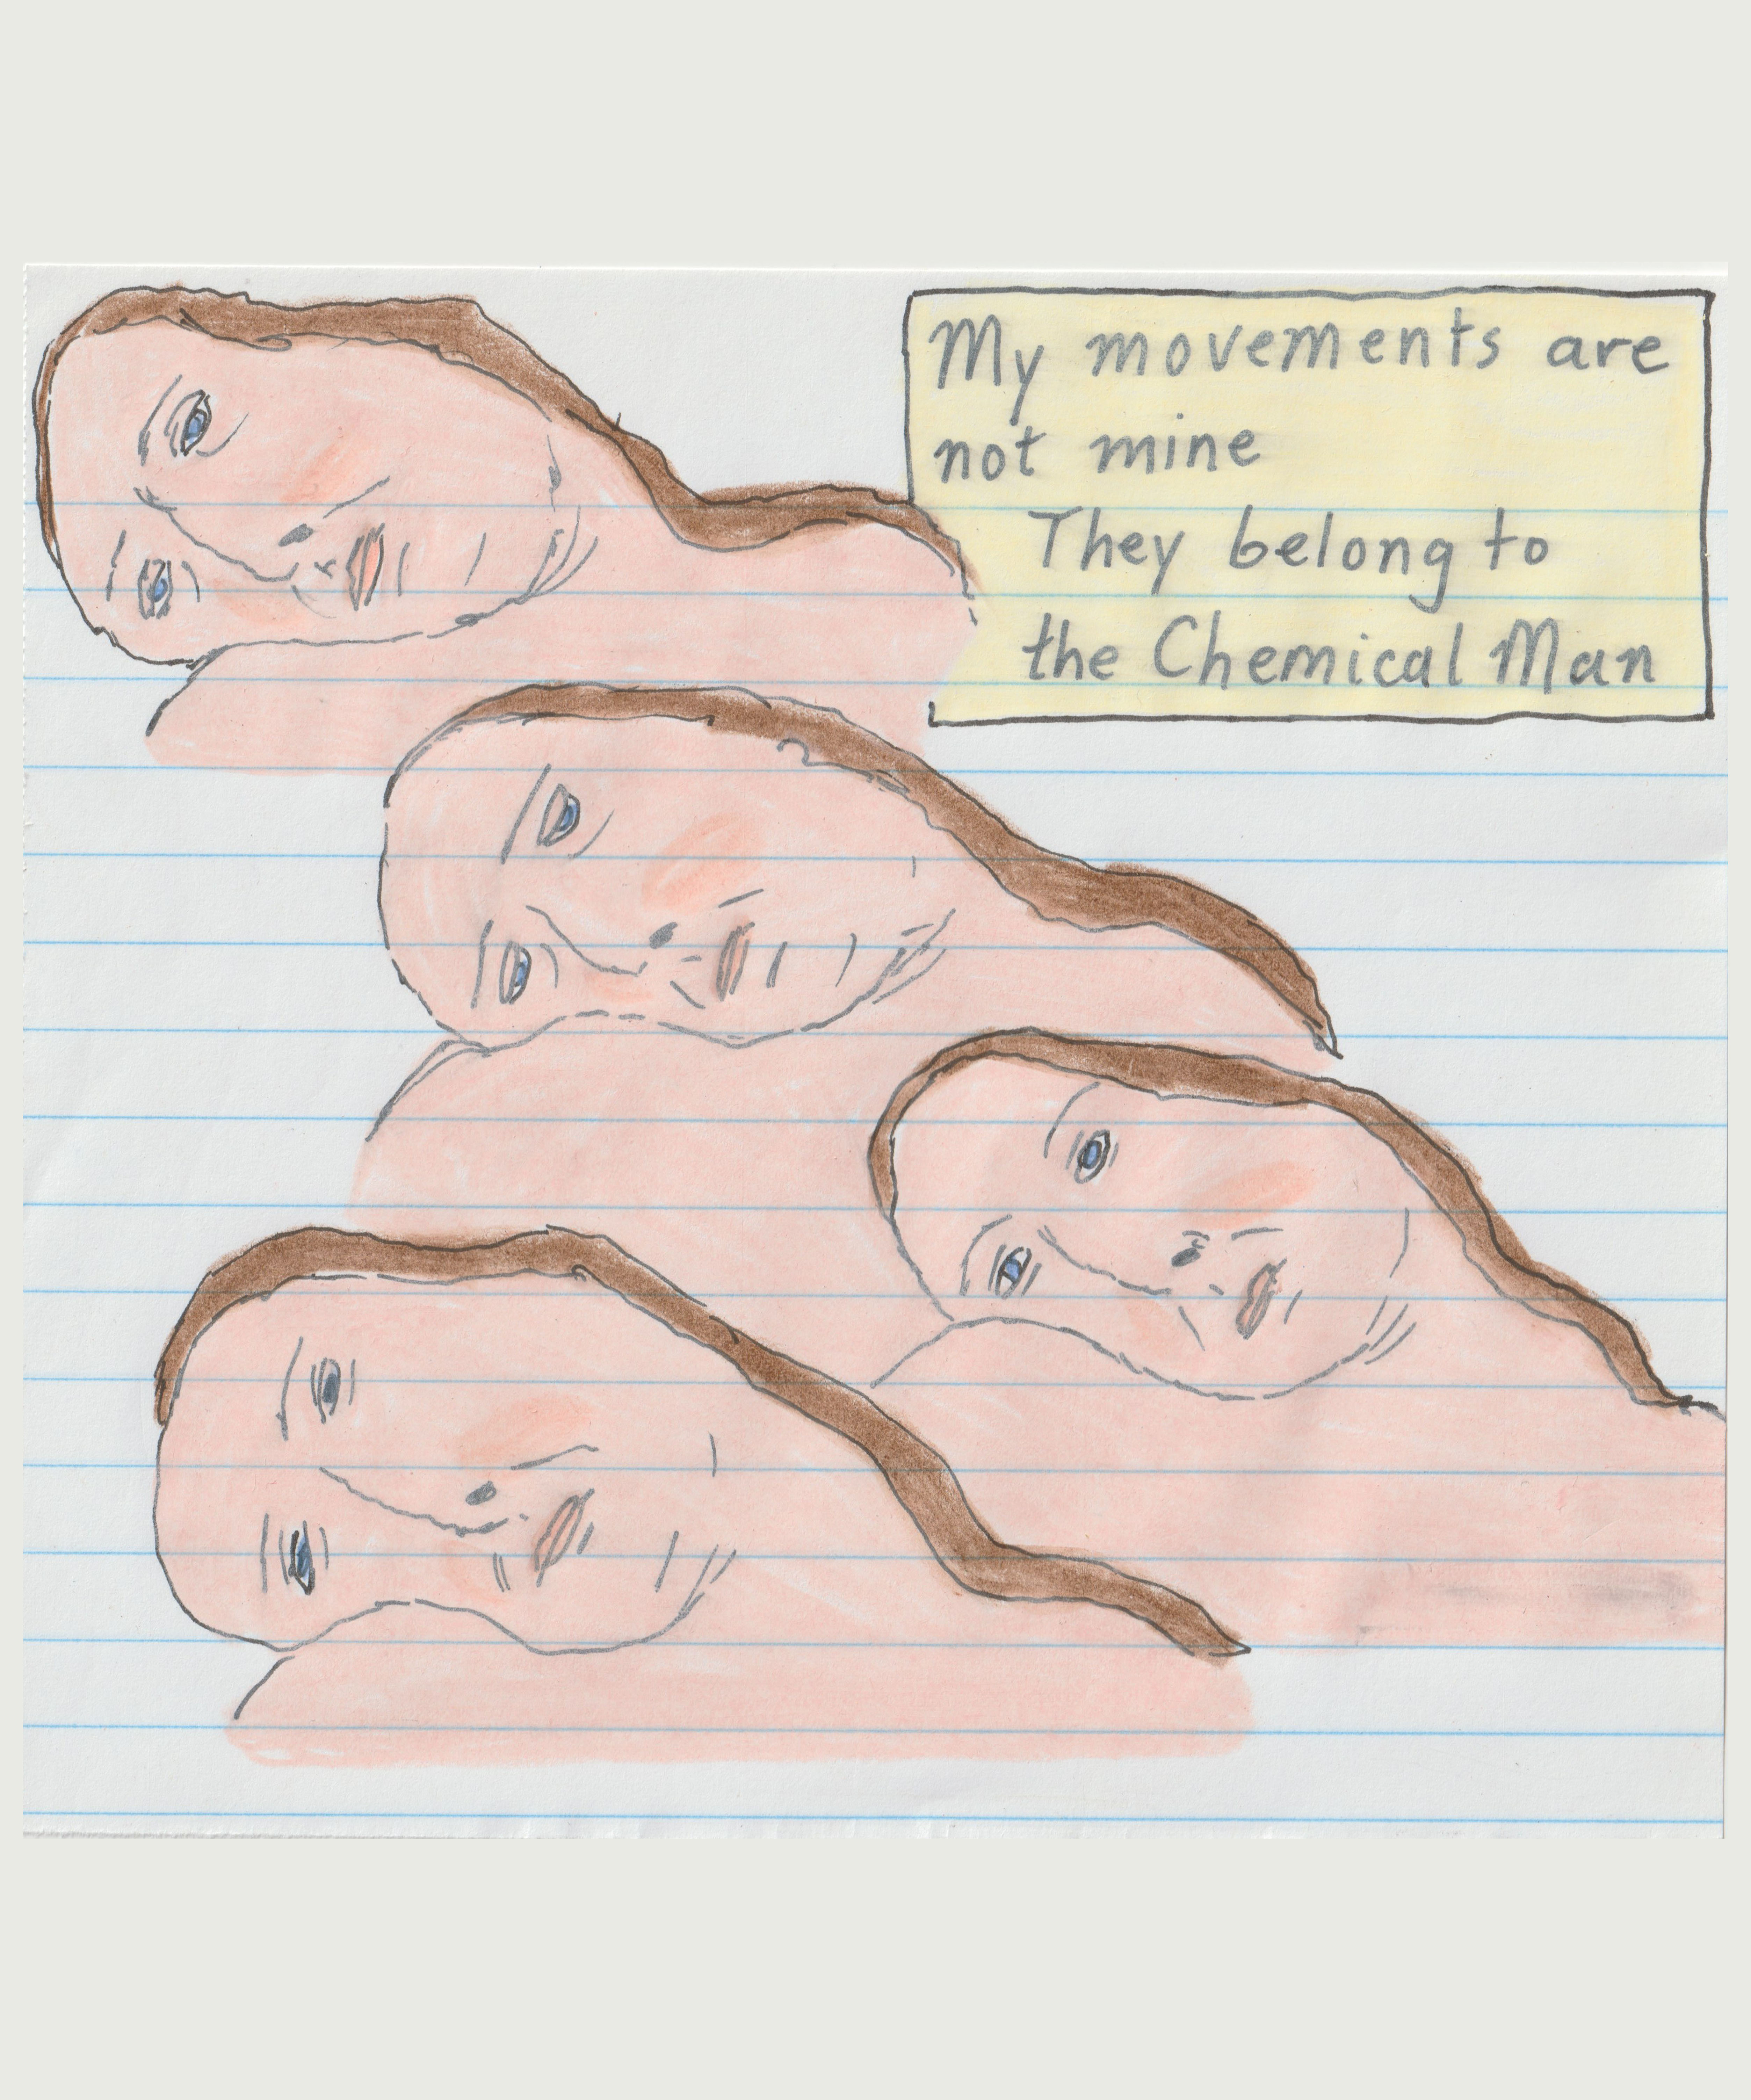 My movements are
not mine
They belong to
the Chemical Man